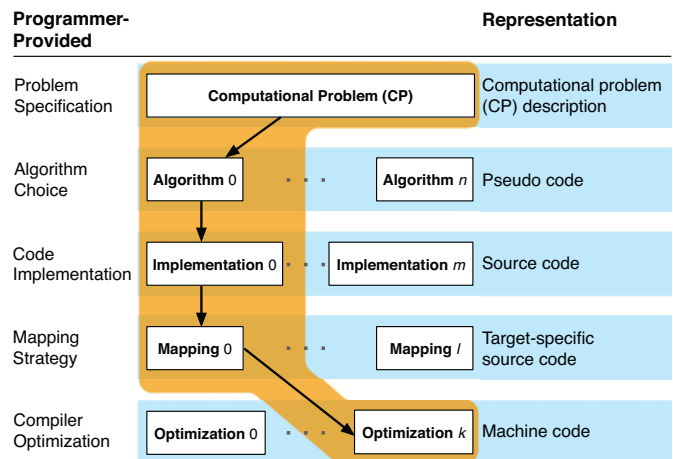 Programmer-
Provided
Representation
Problem
Specification
Computational Problem (CP)
Computational problem
(CP) description
Algorithm
Choice
Algorithm 0
. . .
Algorithm n
Pseudo code
Code
Implementation
Implementation 0
. . .
Implementation m
Source code
Mapping
Strategy
Mapping 0
. . .
Mapping l
Target-specific
source code
Compiler
Optimization
Optimization 0
. . .
Optimization k
Machine code